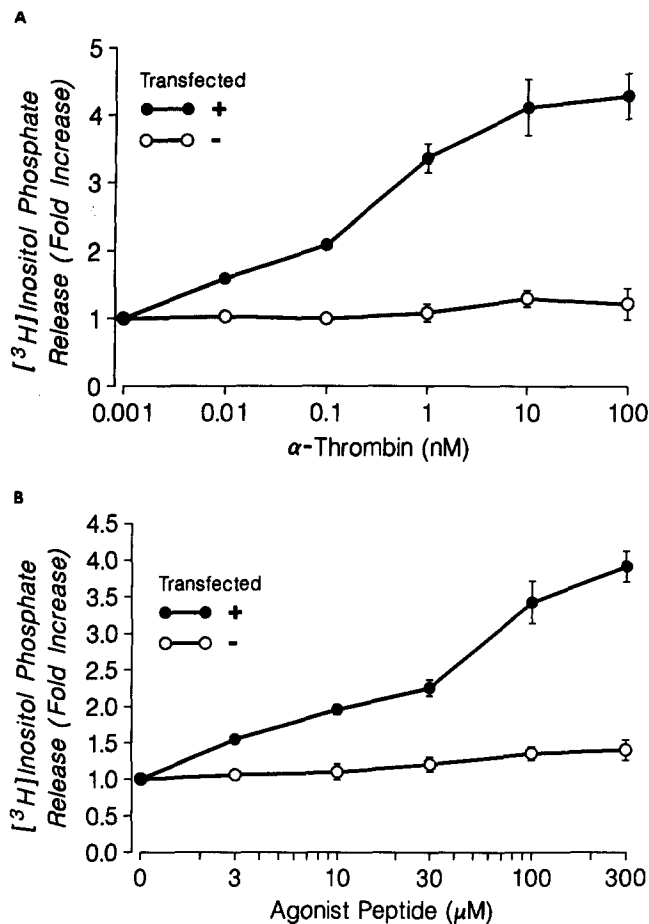 A
[³H]Inositol Phosphate
Release (Fold Increase)
5
4
3
2
1
0
Transfected
+
-
0.001 0.01 0.1 1 10 100
α-Thrombin (nM)
B
[³H]Inositol Phosphate
Release (Fold Increase)
4.5
4.0
3.5
3.0
2.5
2.0
1.5
1.0
0.5
0.0
Transfected
+
-
0 3 10 30 100 300
Agonist Peptide (μM)